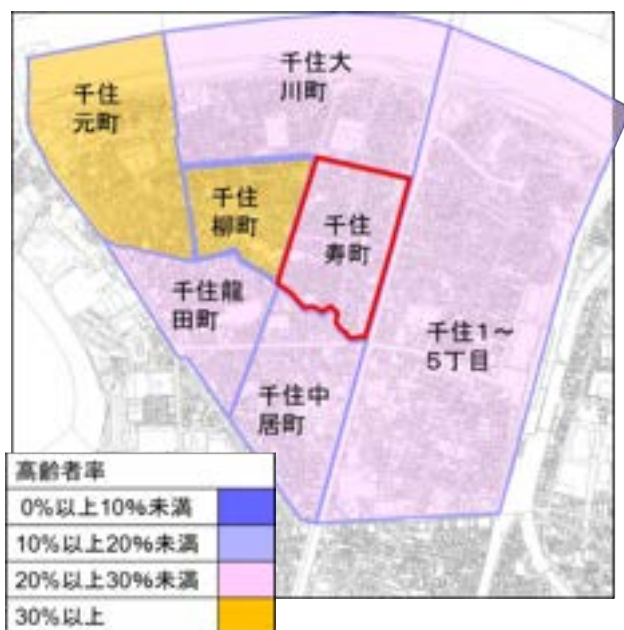 千住大
川町
千住
元町
千住
柳町
千住
寿町
千住龍
田町
千住1～
5丁目
千住中
居町
高齢者率
0%以上10%未満
10%以上20%未満
20%以上30%未満
30%以上